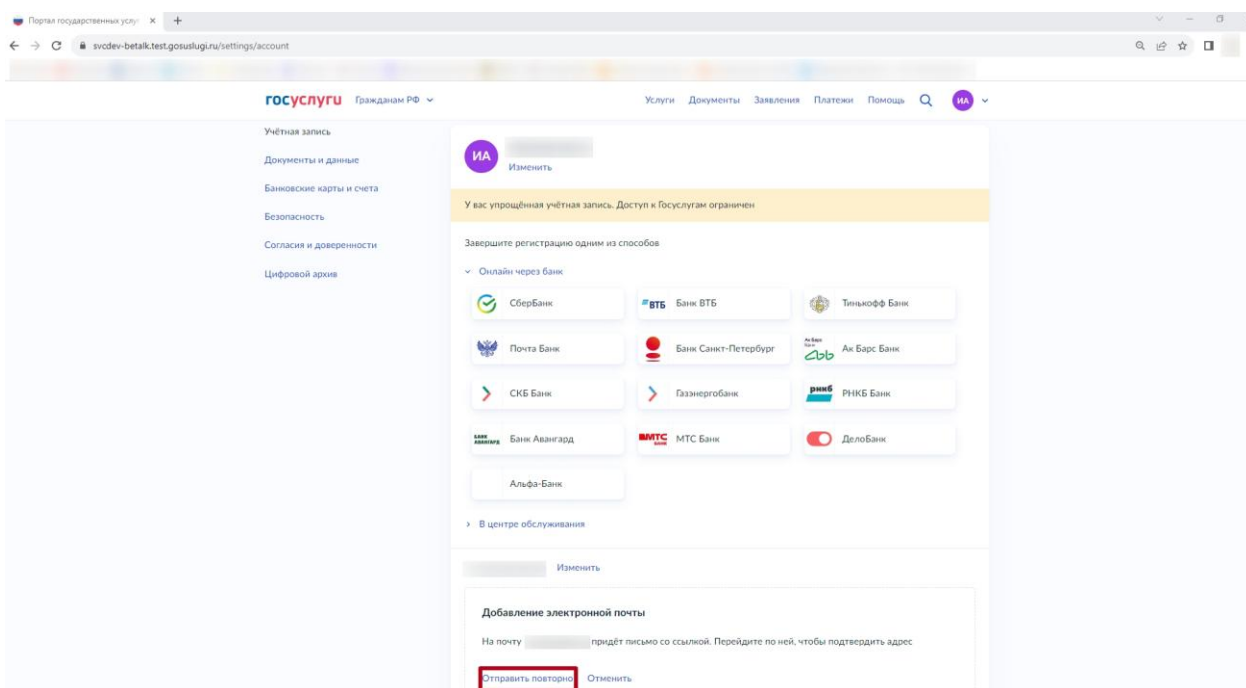 Портал государственных услуг
svcdev-betalk.test.gosuslugi.ru/settings/account
госуслуги Гражданам РФ Услуги Документы Заявления Платежи Помощь ИА
Учётная запись
Документы и данные
Банковские карты и счета
Безопасность
Согласия и доверенности
Цифровой архив
ИА
Изменить
У вас упрощённая учётная запись. Доступ к Госуслугам ограничен
Завершите регистрацию одним из способов
Онлайн через банк
СберБанк
ВТБ Банк ВТБ
Тинькофф Банк
Почта Банк
Банк Санкт-Петербург
Ак Барс Банк
СКБ Банк
Газэнергобанк
рнкб РНКБ Банк
БАНК АВАНГАРД Банк Авангард
МТС БАНК МТС Банк
ДелоБанк
Альфа-Банк
В центре обслуживания
Изменить
Добавление электронной почты
На почту придёт письмо со ссылкой. Перейдите по ней, чтобы подтвердить адрес
Отправить повторно Отменить